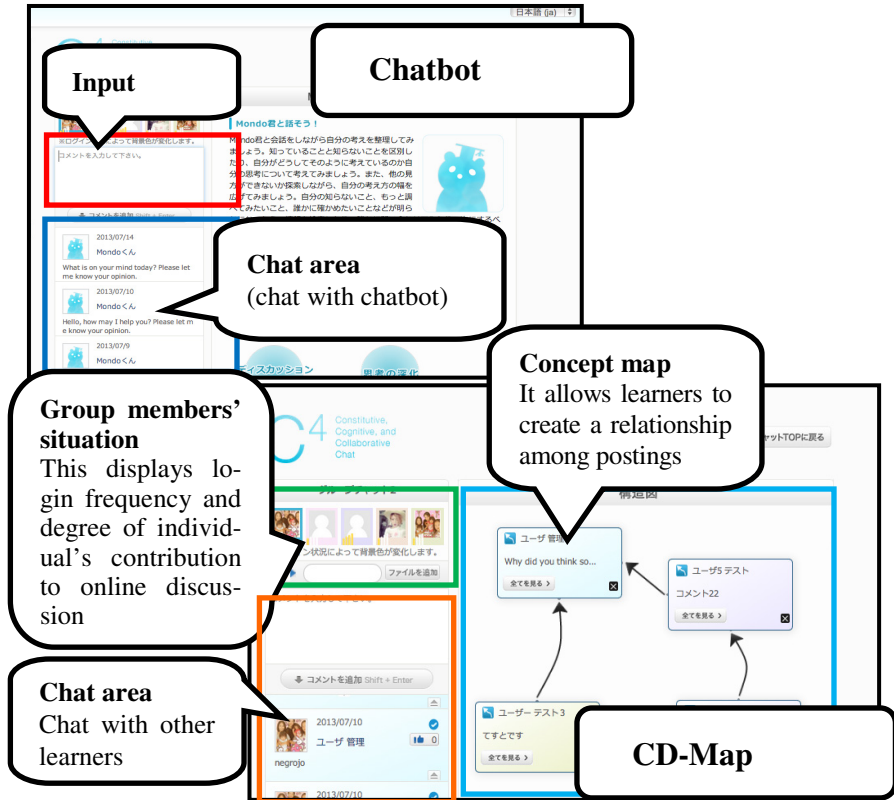 日本語 (ja)
Input
Chatbot
Mondo君と話そう！
Mondo君と会話をしながら自分の考えを整理してみ
ましょう。知っていることと知らないことを区別し
たり、自分がどうしてそのように考えているのか自
分の思考について考えてみましょう。また、他の見
方ができないか探索しながら、自分の考え方の幅を
広げてみましょう。自分の知らないこと、もっと調
べてみたいこと、誰かに確かめたいことなどが明ら
コメントを入力して下さい。
コメントを追加 Shift + Enter
2013/07/14
Mondoくん
What is on your mind today? Please let
me know your opinion.
2013/07/10
Mondoくん
Hello, how may I help you? Please let m
e know your opinion.
2013/07/9
Mondoくん
Chat area
(chat with chatbot)
ディスカッション
思考の深化
Concept map
It allows learners to
create a relationship
among postings
Group members’
situation
This displays lo-
gin frequency and
degree of individ-
ual’s contribution
to online discus-
sion
C4
Constitutive,
Cognitive, and
Collaborative
Chat
ャットTOPに戻る
グループチャット2
ン状況によって背景色が変化します。
ファイルを追加
構造図
ユーザ 管理
Why did you think so...
全てを見る
ユーザ5 テスト
コメント22
全てを見る
コメントを追加 Shift + Enter
Chat area
Chat with other
learners
2013/07/10
ユーザ 管理
0
negrojo
2013/07/10
ユーザー テスト3
てすとです
全てを見る
CD-Map